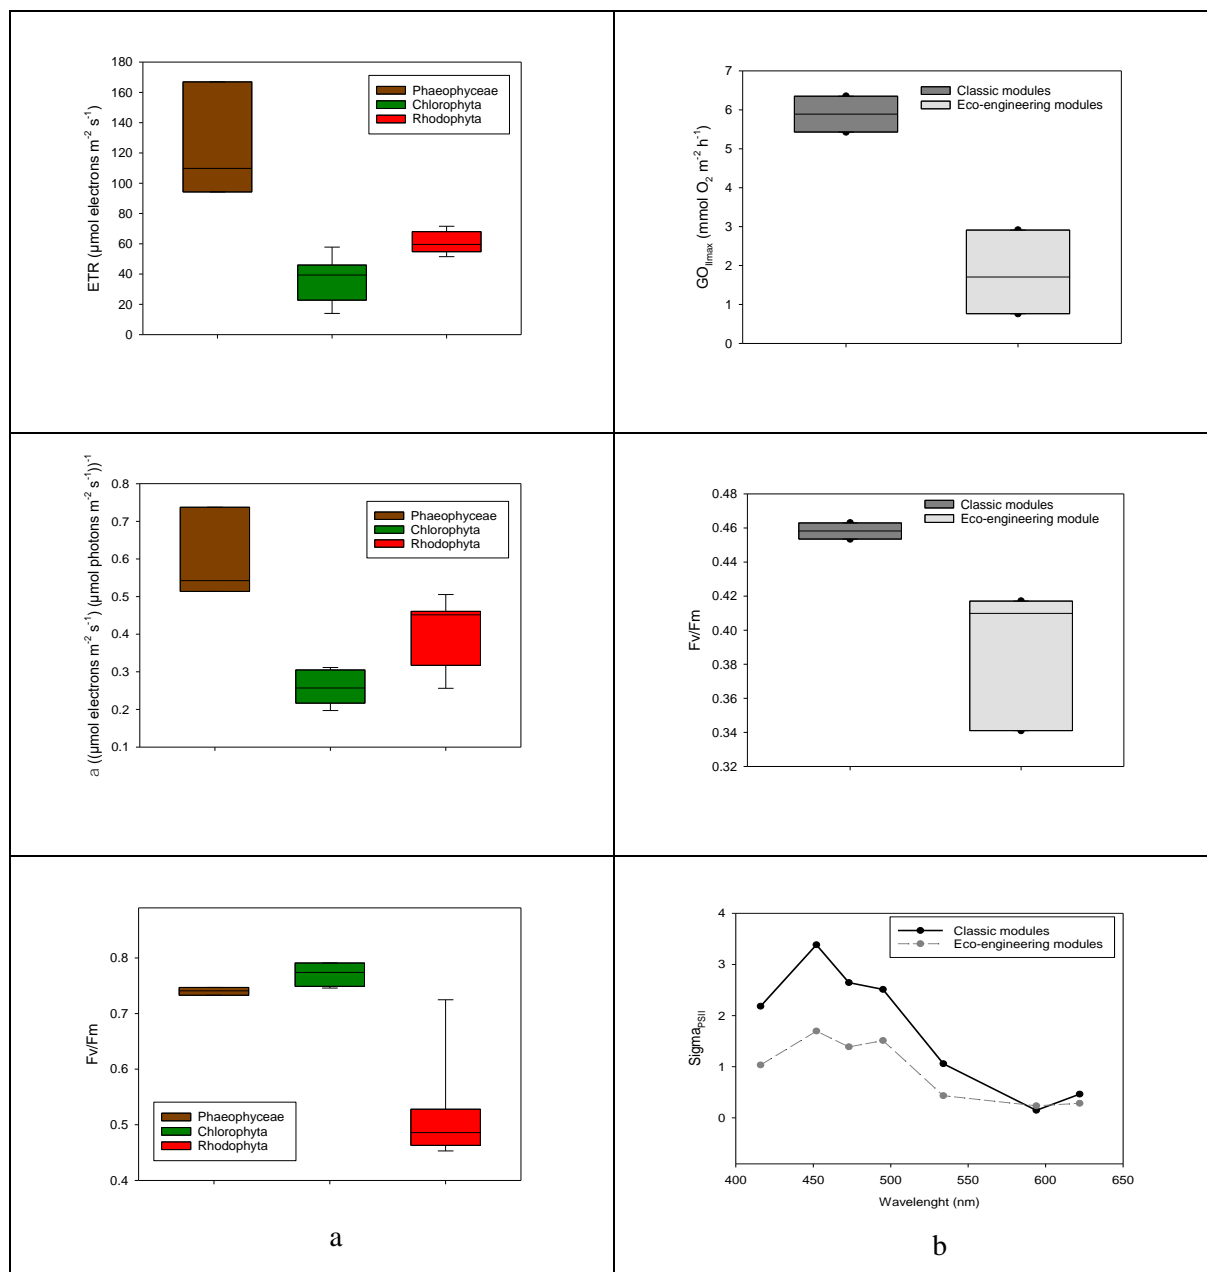 180
160
140
120
100
80
60
40
20
0
ETR (µmol electrons m-2 s-1)
Phaeophyceae
Chlorophyta
Rhodophyta
7
6
5
4
3
2
1
0
GOIImax (mmol O2 m-2 h-1)
Classic modules
Eco-engineering modules
0.8
0.7
0.6
0.5
0.4
0.3
0.2
0.1
a ((µmol electrons m-2 s-1) (µmol photons m-2 s-1))-1
Phaeophyceae
Chlorophyta
Rhodophyta
0.48
0.46
0.44
0.42
0.40
0.38
0.36
0.34
0.32
Fv/Fm
Classic modules
Eco-engineering module
0.8
0.7
0.6
0.5
0.4
Fv/Fm
Phaeophyceae
Chlorophyta
Rhodophyta
a
4
3
2
1
0
SigmaPSII
Classic modules
Eco-engineering modules
400 450 500 550 600 650
Wavelenght (nm)
b